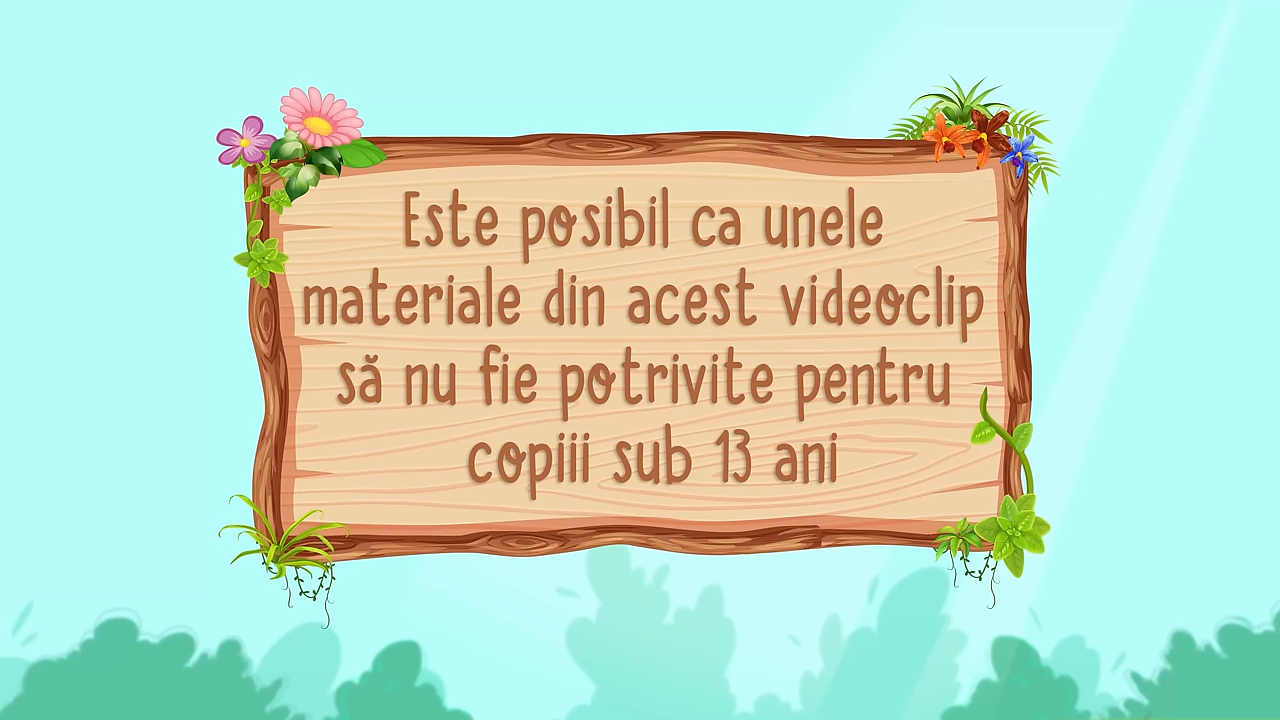 Este posibil ca unele
materiale din acest videoclip
să nu fie potrivite pentru
copiii sub 13 ani